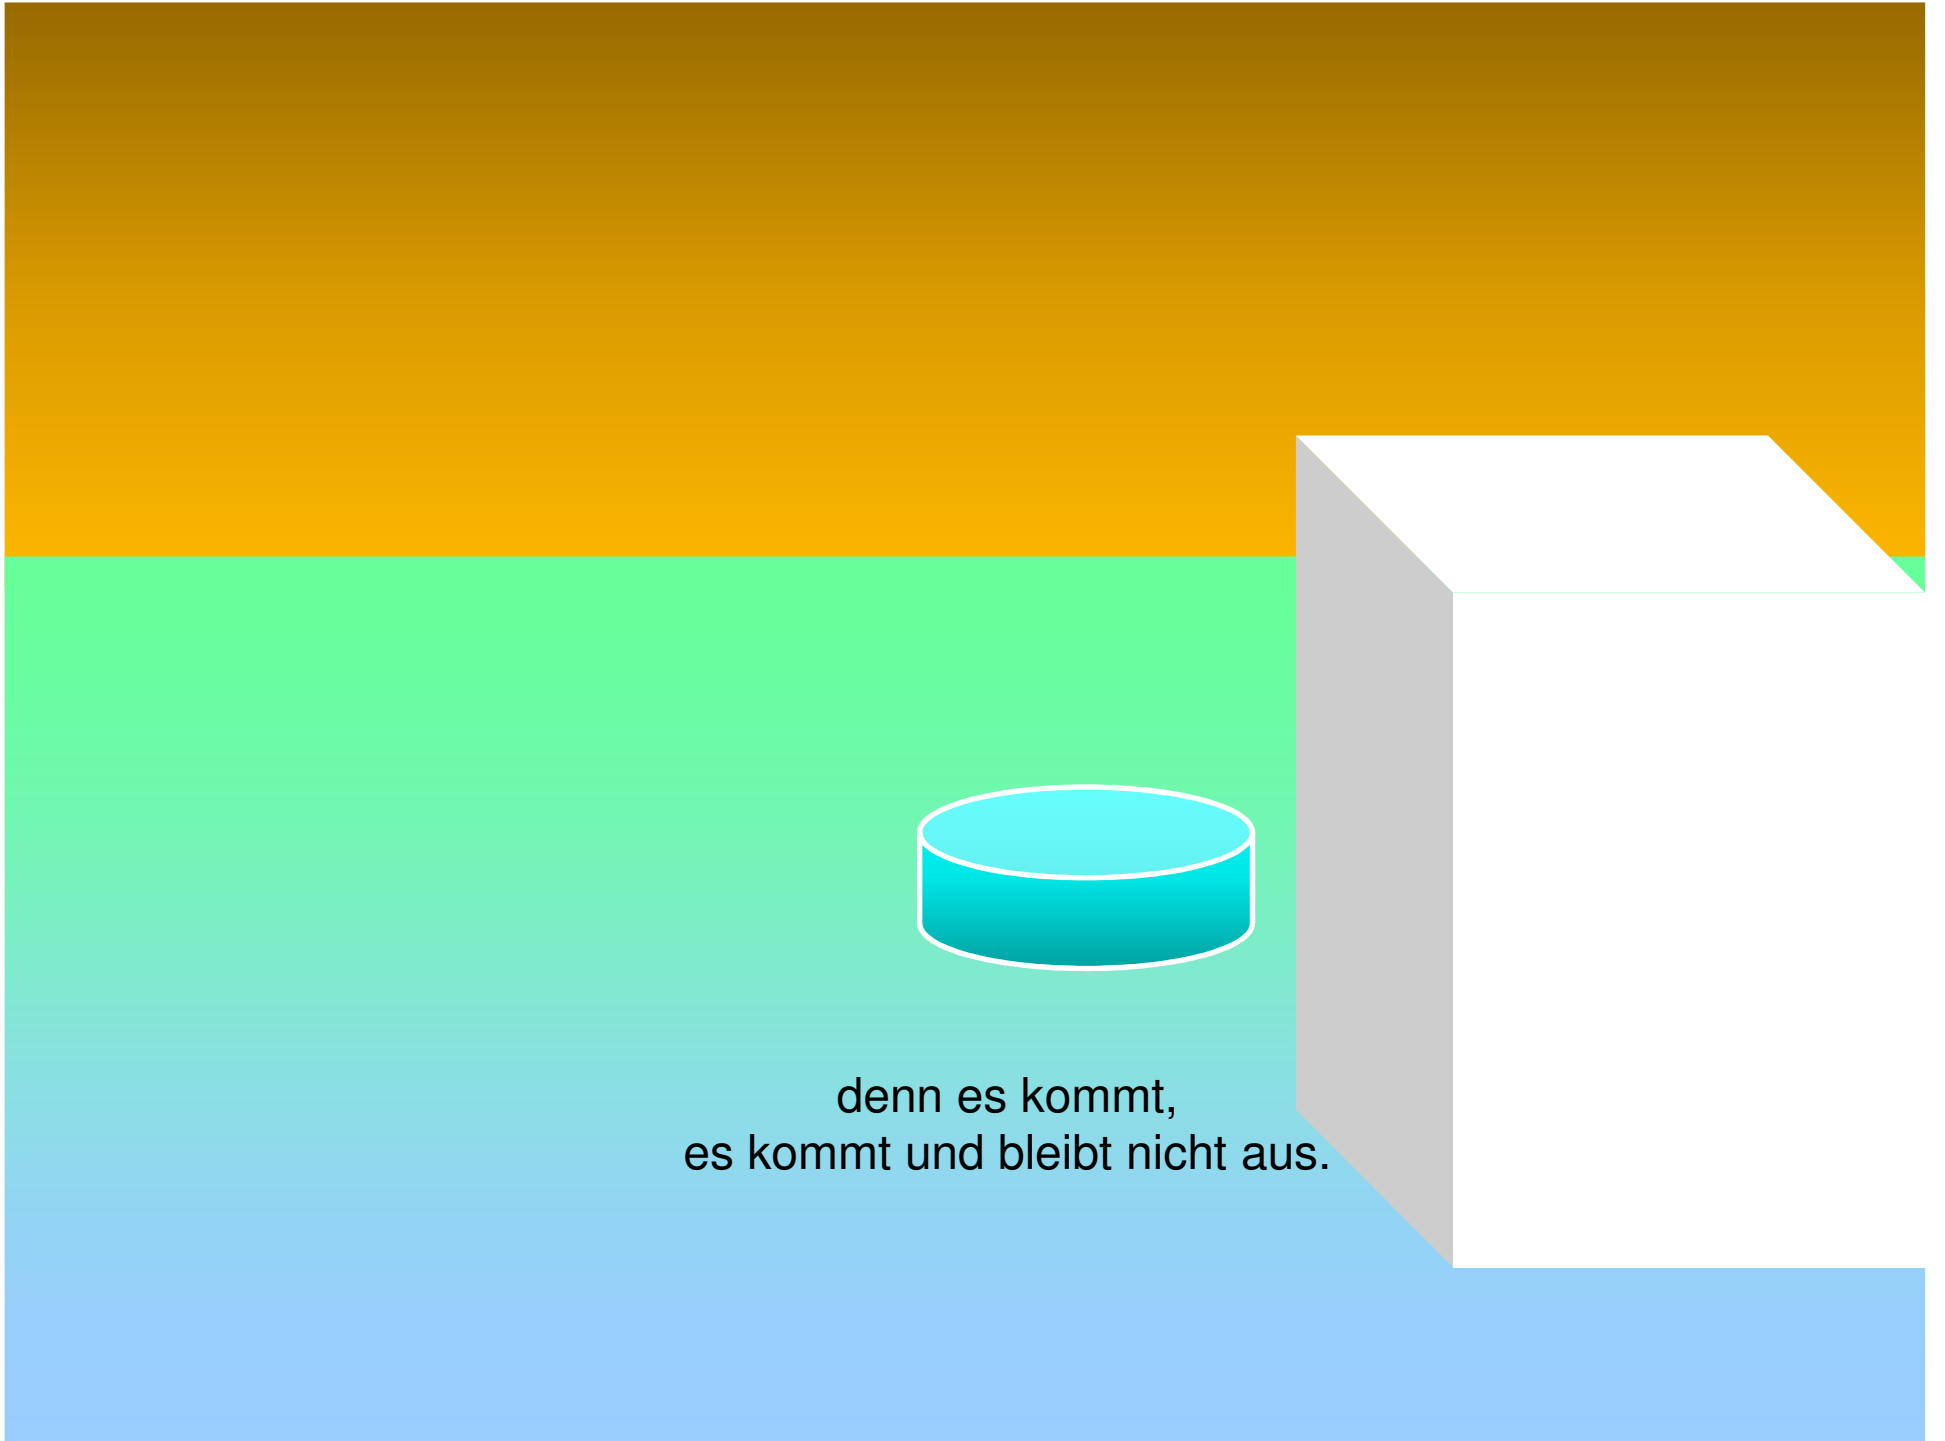 denn es kommt,
es kommt und bleibt nicht aus.